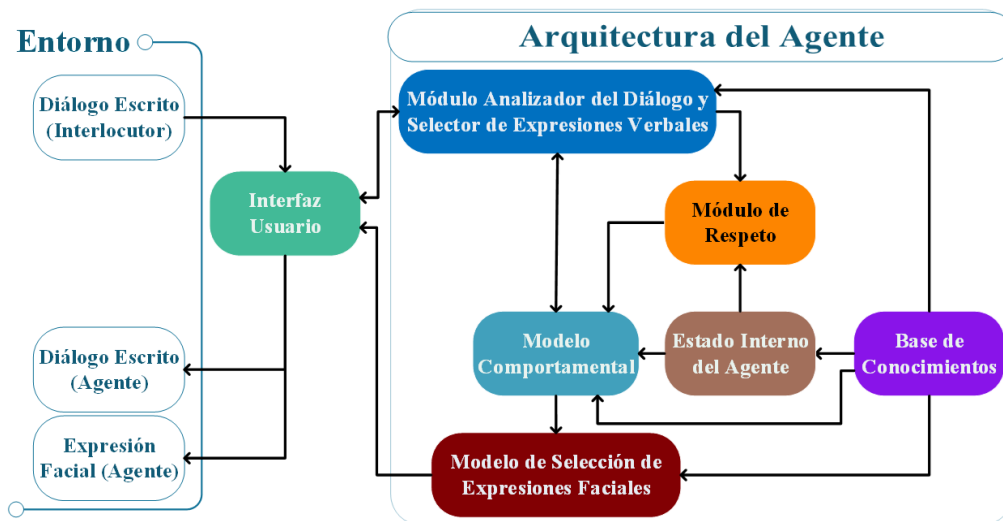 Entorno
Arquitectura del Agente
Diálogo Escrito
(Interlocutor)
Módulo Analizador del Diálogo y
Selector de Expresiones Verbales
Interfaz
Usuario
Módulo de
Respeto
Diálogo Escrito
(Agente)
Modelo
Comportamental
Estado Interno
del Agente
Base de
Conocimientos
Expresión
Facial (Agente)
Modelo de Selección de
Expresiones Faciales